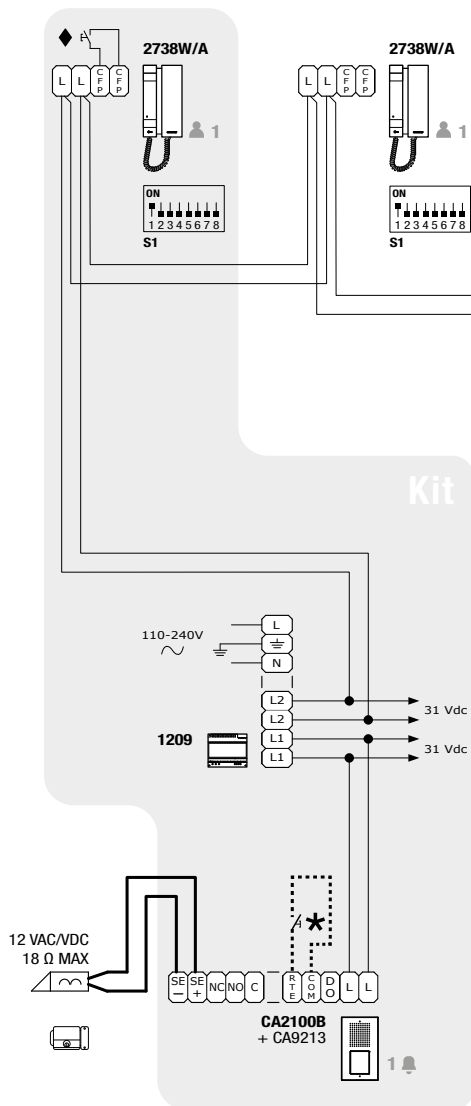 2738W/A
2738W/A
L L CFP CFP
L L CFP CFP
1
1
ON
1 2 3 4 5 6 7 8
S1
ON
1 2 3 4 5 6 7 8
S1
Kit
L
110-240V
N
L2
L2
31 Vdc
1209
L1
L1
31 Vdc
12 VAC/VDC
18 Ω MAX
SE − SE + NC NO C RTE COM DO L L
*
CA2100B
+ CA9213
1